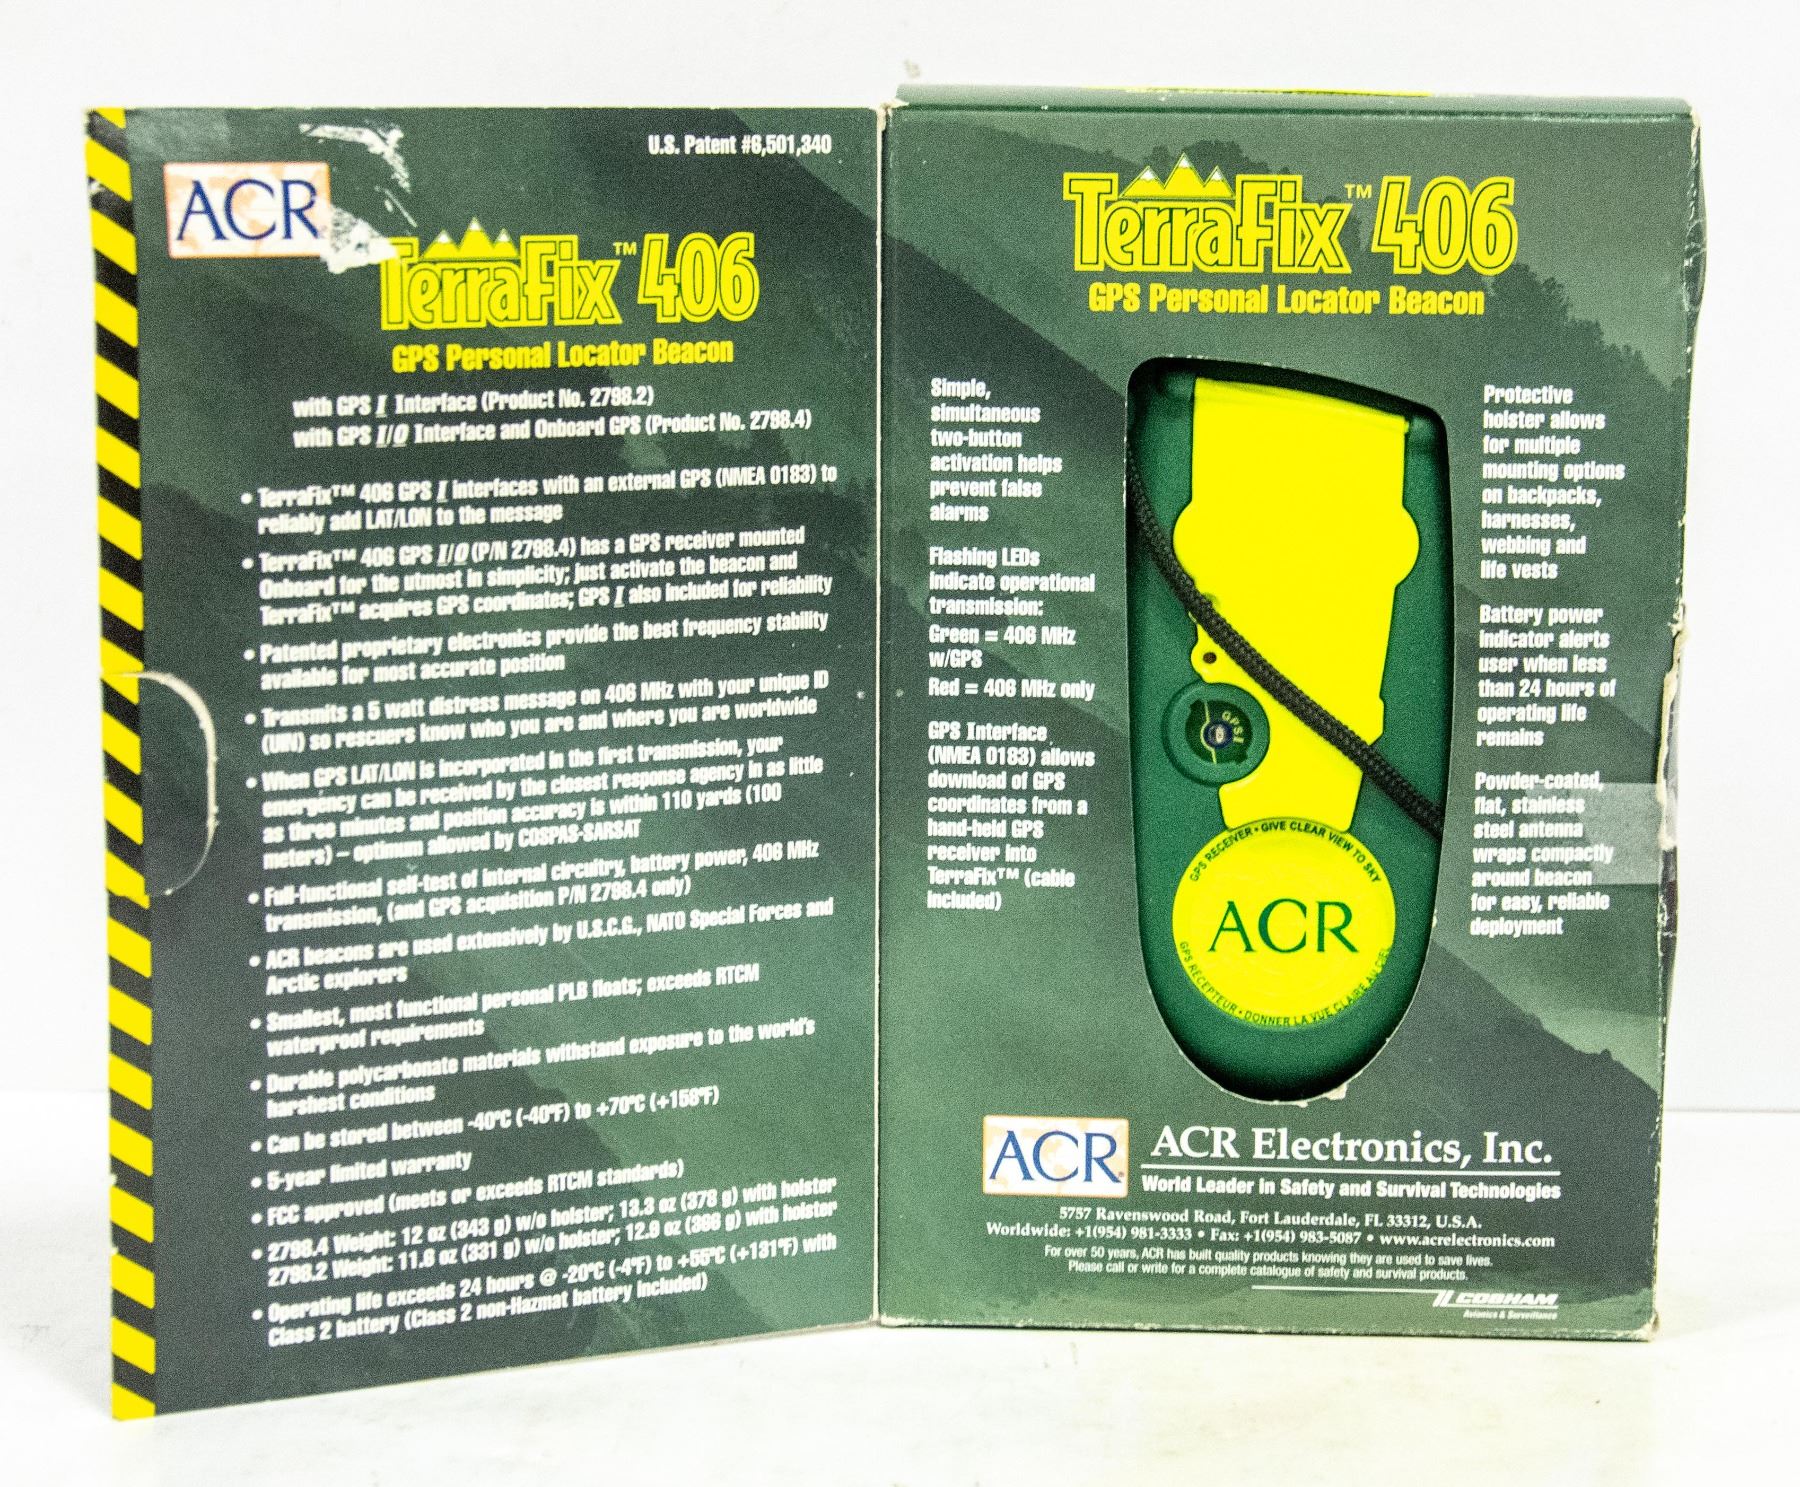 U.S. Patent #6,501,340
ACR
TerraFix™ 406
GPS Personal Locator Beacon
with GPS I Interface (Product No. 2798.2)
with GPS I/O Interface and Onboard GPS (Product No. 2798.4)
• TerraFix™ 406 GPS I interfaces with an external GPS (NMEA 0183) to
reliably add LAT/LON to the message
• TerraFix™ 406 GPS I/O (P/N 2798.4) has a GPS receiver mounted
Onboard for the utmost in simplicity; just activate the beacon and
TerraFix™ acquires GPS coordinates; GPS I also included for reliability
• Patented proprietary electronics provide the best frequency stability
available for most accurate position
• Transmits a 5 watt distress message on 406 MHz with your unique ID
(UIN) so rescuers know who you are and where you are worldwide
• When GPS LAT/LON is incorporated in the first transmission, your
emergency can be received by the closest response agency in as little
as three minutes and position accuracy is within 110 yards (100
meters) – optimum allowed by COSPAS-SARSAT
• Full-functional self-test of internal circuitry, battery power, 406 MHz
transmission, (and GPS acquisition P/N 2798.4 only)
• ACR beacons are used extensively by U.S.C.G., NATO Special Forces and
Arctic explorers
• Smallest, most functional personal PLB floats; exceeds RTCM
waterproof requirements
• Durable polycarbonate materials withstand exposure to the world's
harshest conditions
• Can be stored between -40°C (-40°F) to +70°C (+158°F)
• 5-year limited warranty
• FCC approved (meets or exceeds RTCM standards)
• 2798.4 Weight: 12 oz (343 g) w/o holster; 13.3 oz (378 g) with holster
2798.2 Weight: 11.6 oz (331 g) w/o holster; 12.9 oz (366 g) with holster
• Operating life exceeds 24 hours @ -20°C (-4°F) to +55°C (+131°F) with
Class 2 battery (Class 2 non-Hazmat battery included)
TerraFix™ 406
GPS Personal Locator Beacon
Simple,
simultaneous
two-button
activation helps
prevent false
alarms
Flashing LEDs
indicate operational
transmission:
Green = 406 MHz
w/GPS
Red = 406 MHz only
GPS Interface
(NMEA 0183) allows
download of GPS
coordinates from a
hand-held GPS
receiver into
TerraFix™ (cable
included)
GPS I
GPS RECEIVER • GIVE CLEAR VIEW TO SKY
ACR
GPS RECEPTEUR • DONNER LA VUE CLAIRE AU CIEL
Protective
holster allows
for multiple
mounting options
on backpacks,
harnesses,
webbing and
life vests
Battery power
indicator alerts
user when less
than 24 hours of
operating life
remains
Powder-coated,
flat, stainless
steel antenna
wraps compactly
around beacon
for easy, reliable
deployment
ACR
ACR Electronics, Inc.
World Leader in Safety and Survival Technologies
5757 Ravenswood Road, Fort Lauderdale, FL 33312, U.S.A.
Worldwide: +1(954) 981-3333 • Fax: +1(954) 983-5087 • www.acrelectronics.com
For over 50 years, ACR has built quality products knowing they are used to save lives.
Please call or write for a complete catalogue of safety and survival products.
COBHAM
Avionics & Surveillance